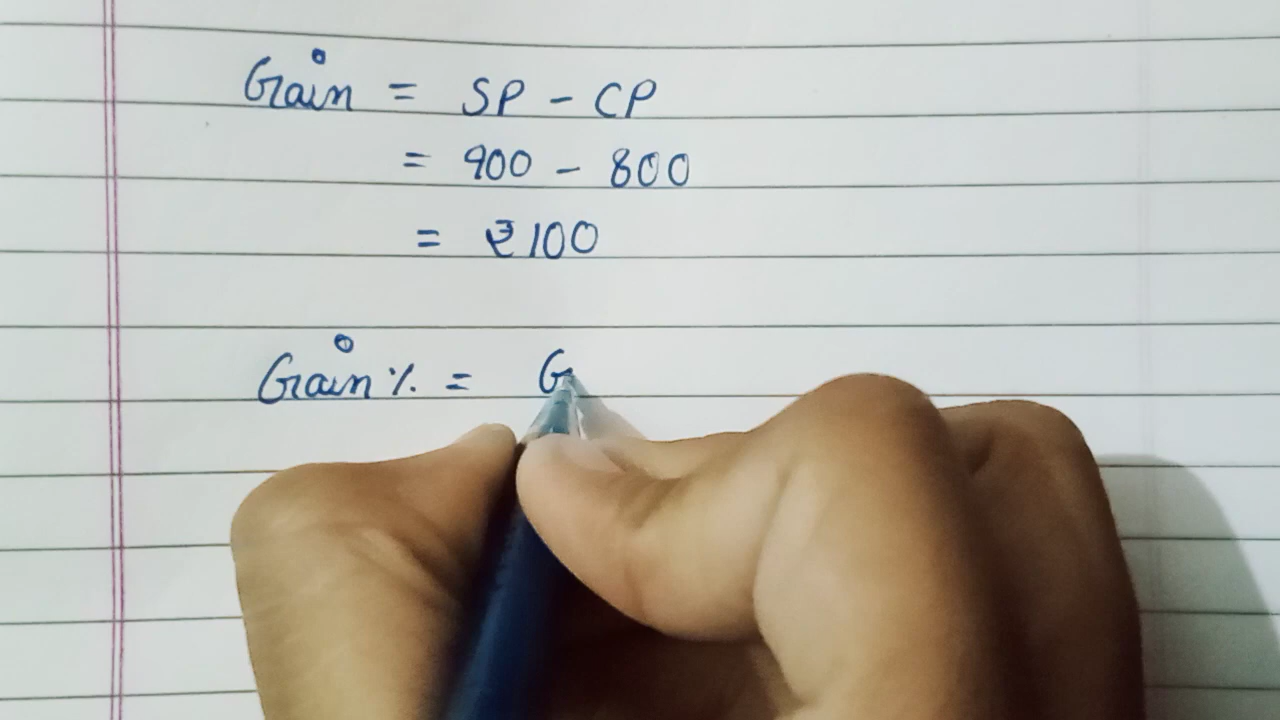 Gain = SP - CP
= 900 - 800
= ₹100
Gain % = G